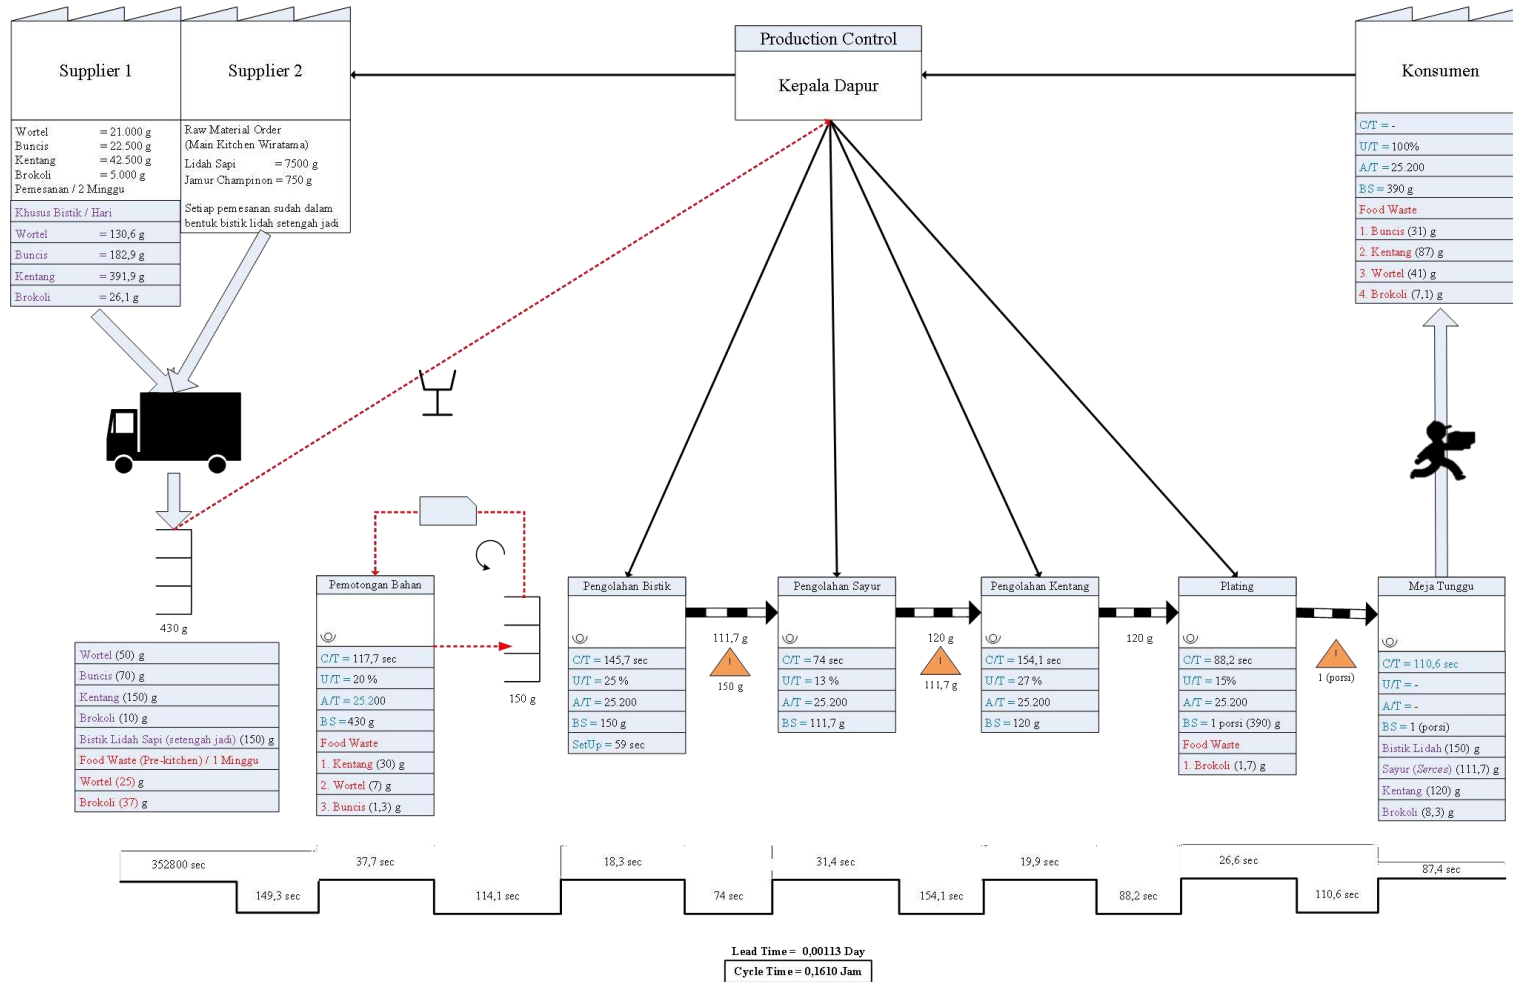 Supplier 1
Supplier 2
Production Control
Kepala Dapur
Konsumen
Wortel = 21.000 g
Buncis = 22.500 g
Kentang = 42.500 g
Brokoli = 5.000 g
Pemesanan / 2 Minggu
Khusus Bistik / Hari
Wortel = 130,6 g
Buncis = 182,9 g
Kentang = 391,9 g
Brokoli = 26,1 g
Raw Material Order
(Main Kitchen Wiratama)
Lidah Sapi = 7500 g
Jamur Champinon = 750 g
Setiap pemesanan sudah dalam
bentuk bistik lidah setengah jadi
C/T = -
U/T = 100%
A/T = 25.200
BS = 390 g
Food Waste
1. Buncis (31) g
2. Kentang (87) g
3. Wortel (41) g
4. Brokoli (7,1) g
430 g
Wortel (50) g
Buncis (70) g
Kentang (150) g
Brokoli (10) g
Bistik Lidah Sapi (setengah jadi) (150) g
Food Waste (Pre-kitchen) / 1 Minggu
Wortel (25) g
Brokoli (37) g
Pemotongan Bahan
C/T = 117,7 sec
U/T = 20 %
A/T = 25.200
BS = 430 g
Food Waste
1. Kentang (30) g
2. Wortel (7) g
3. Buncis (1,3) g
150 g
Pengolahan Bistik
C/T = 145,7 sec
U/T = 25 %
A/T = 25.200
BS = 150 g
SetUp = 59 sec
111,7 g
!
150 g
Pengolahan Sayur
C/T = 74 sec
U/T = 13 %
A/T = 25.200
BS = 111,7 g
120 g
!
111,7 g
Pengolahan Kentang
C/T = 154,1 sec
U/T = 27 %
A/T = 25.200
BS = 120 g
120 g
Plating
C/T = 88,2 sec
U/T = 15%
A/T = 25.200
BS = 1 porsi (390) g
Food Waste
1. Brokoli (1,7) g
!
1 (porsi)
Meja Tunggu
C/T = 110,6 sec
U/T = -
A/T = -
BS = 1 (porsi)
Bistik Lidah (150) g
Sayur (Serces) (111,7) g
Kentang (120) g
Brokoli (8,3) g
352800 sec
37,7 sec
18,3 sec
31,4 sec
19,9 sec
26,6 sec
87,4 sec
149,3 sec
114,1 sec
74 sec
154,1 sec
88,2 sec
110,6 sec
Lead Time = 0,00113 Day
Cycle Time = 0,1610 Jam